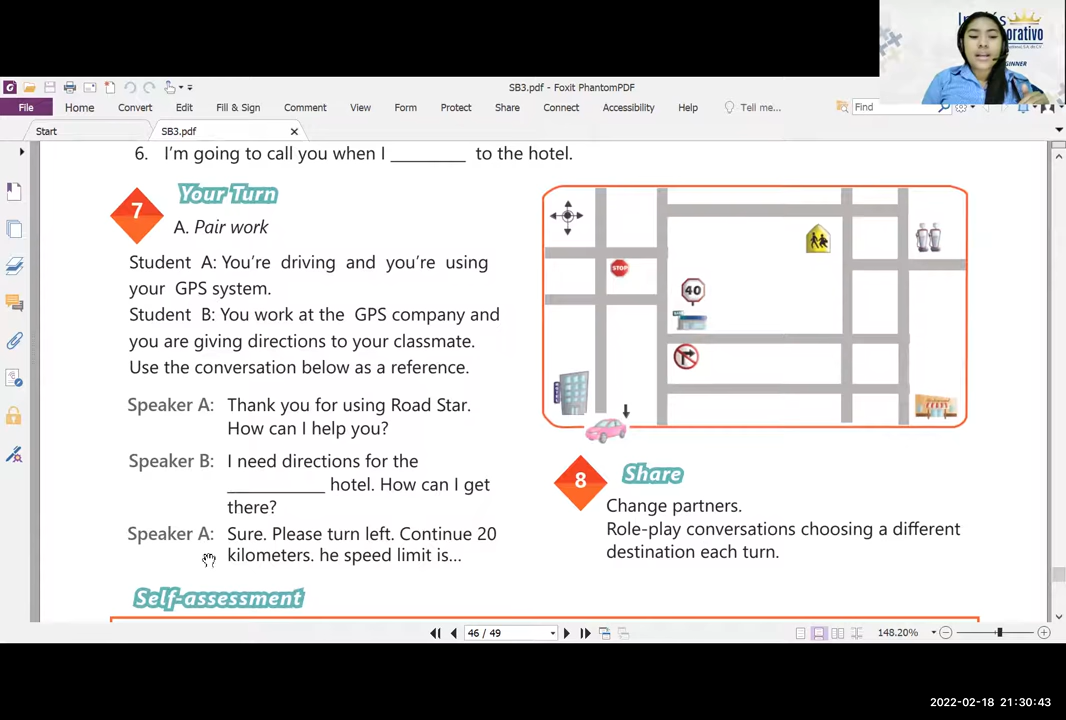 Inglés
orativo
GINNER
SB3.pdf - Foxit PhantomPDF
File
Home
Convert
Edit
Fill & Sign
Comment
View
Form
Protect
Share
Connect
Accessibility
Help
Tell me...
Find
Start
SB3.pdf
6. I'm going to call you when I ________ to the hotel.
7
Your Turn
A. Pair work
Student A: You're driving and you're using
your GPS system.
Student B: You work at the GPS company and
you are giving directions to your classmate.
Use the conversation below as a reference.
Speaker A: Thank you for using Road Star.
How can I help you?
Speaker B: I need directions for the
___________ hotel. How can I get
there?
Speaker A: Sure. Please turn left. Continue 20
kilometers. he speed limit is...
STOP
40
8
Share
Change partners.
Role-play conversations choosing a different
destination each turn.
Self-assessment
46 / 49
148.20%
2022-02-18 21:30:43